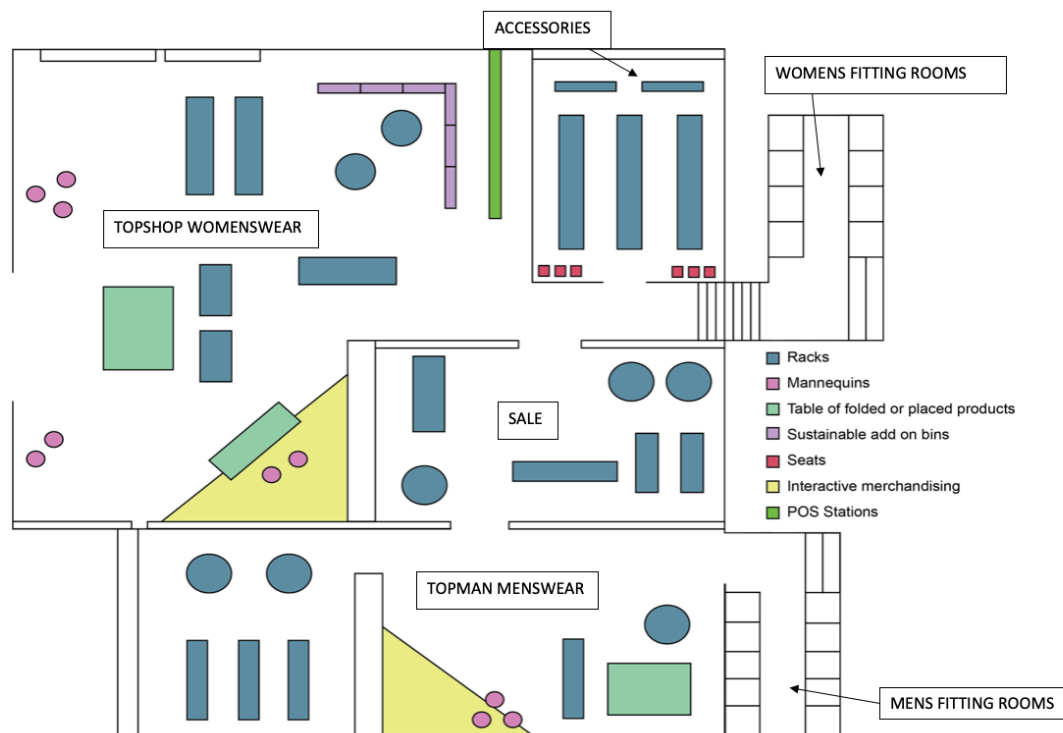 ACCESSORIES
WOMENS FITTING ROOMS
TOPSHOP WOMENSWEAR
Racks
Mannequins
Table of folded or placed products
Sustainable add on bins
Seats
Interactive merchandising
POS Stations
SALE
TOPMAN MENSWEAR
MENS FITTING ROOMS